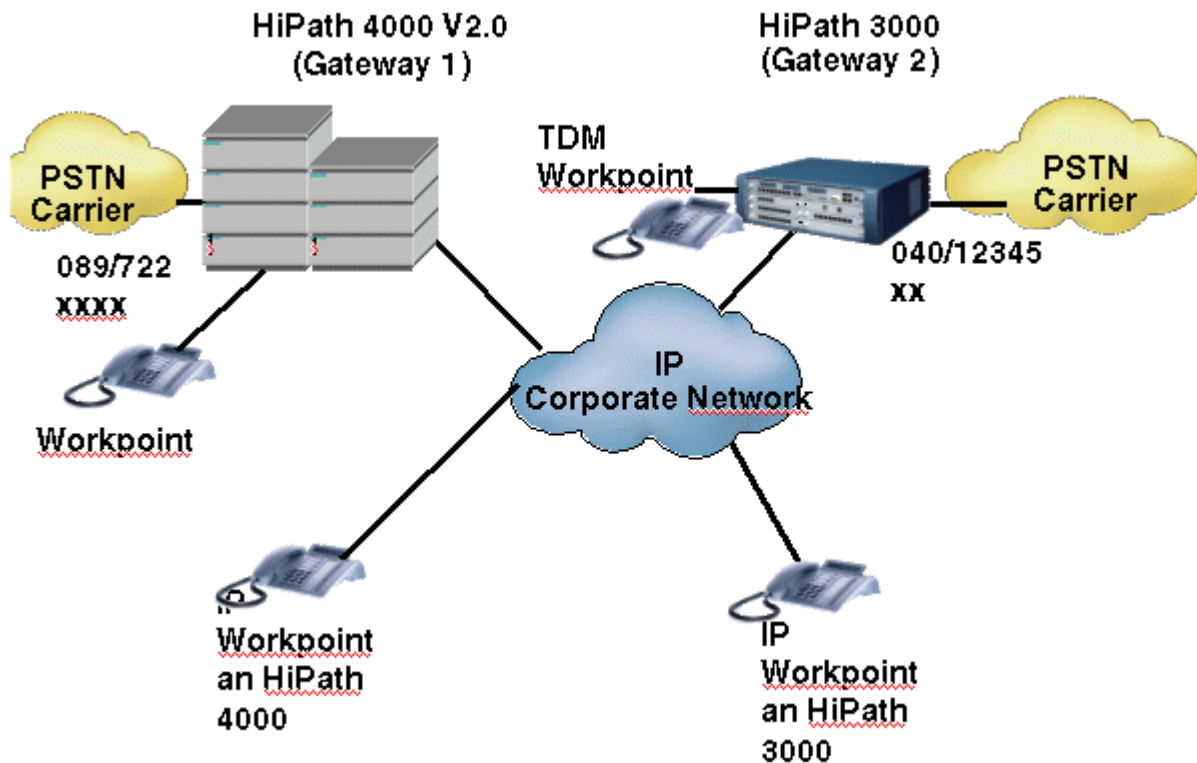 HiPath 4000 V2.0
(Gateway 1)
HiPath 3000
(Gateway 2)
PSTN
Carrier
TDM
Workpoint
PSTN
Carrier
089/722
xxxx
040/12345
xx
IP
Corporate Network
Workpoint
IP
Workpoint
an HiPath
4000
IP
Workpoint
an HiPath
3000